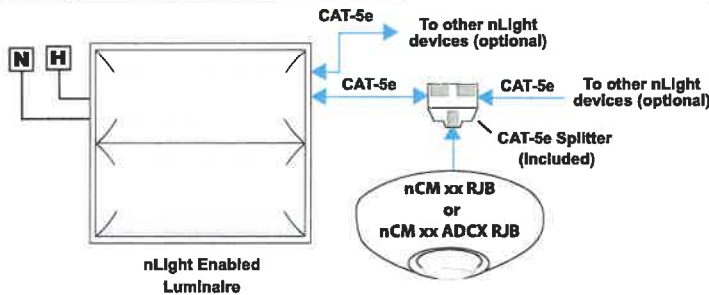 CAT-5e
To other nLight
devices (optional)
N H
CAT-5e
CAT-5e
To other nLight
devices (optional)
CAT-5e Splitter
(Included)
nCM xx RJB
or
nCM xx ADCX RJB
nLight Enabled
Luminaire